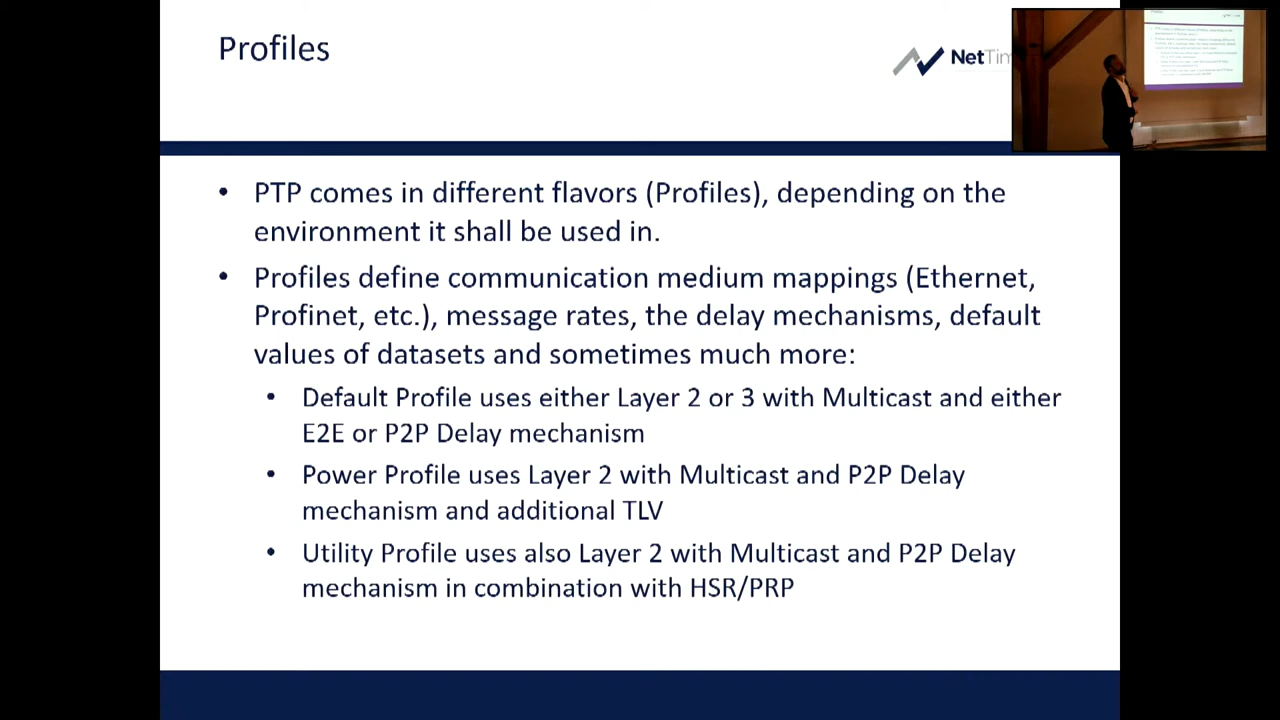 Profiles
NetTim
• PTP comes in different flavors (Profiles), depending on the
environment it shall be used in.
• Profiles define communication medium mappings (Ethernet,
Profinet, etc.), message rates, the delay mechanisms, default
values of datasets and sometimes much more:
• Default Profile uses either Layer 2 or 3 with Multicast and either
E2E or P2P Delay mechanism
• Power Profile uses Layer 2 with Multicast and P2P Delay
mechanism and additional TLV
• Utility Profile uses also Layer 2 with Multicast and P2P Delay
mechanism in combination with HSR/PRP